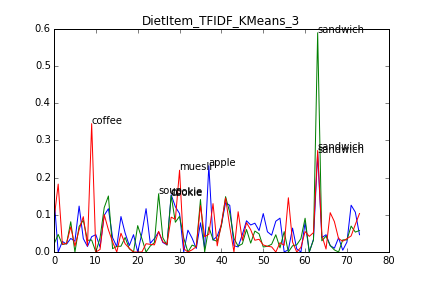 DietItem_TFIDF_KMeans_3
0.6
0.5
0.4
0.3
0.2
0.1
0.0
sandwich
coffee
sandwich
sandwich
muesli
apple
cookie
0 10 20 30 40 50 60 70 80